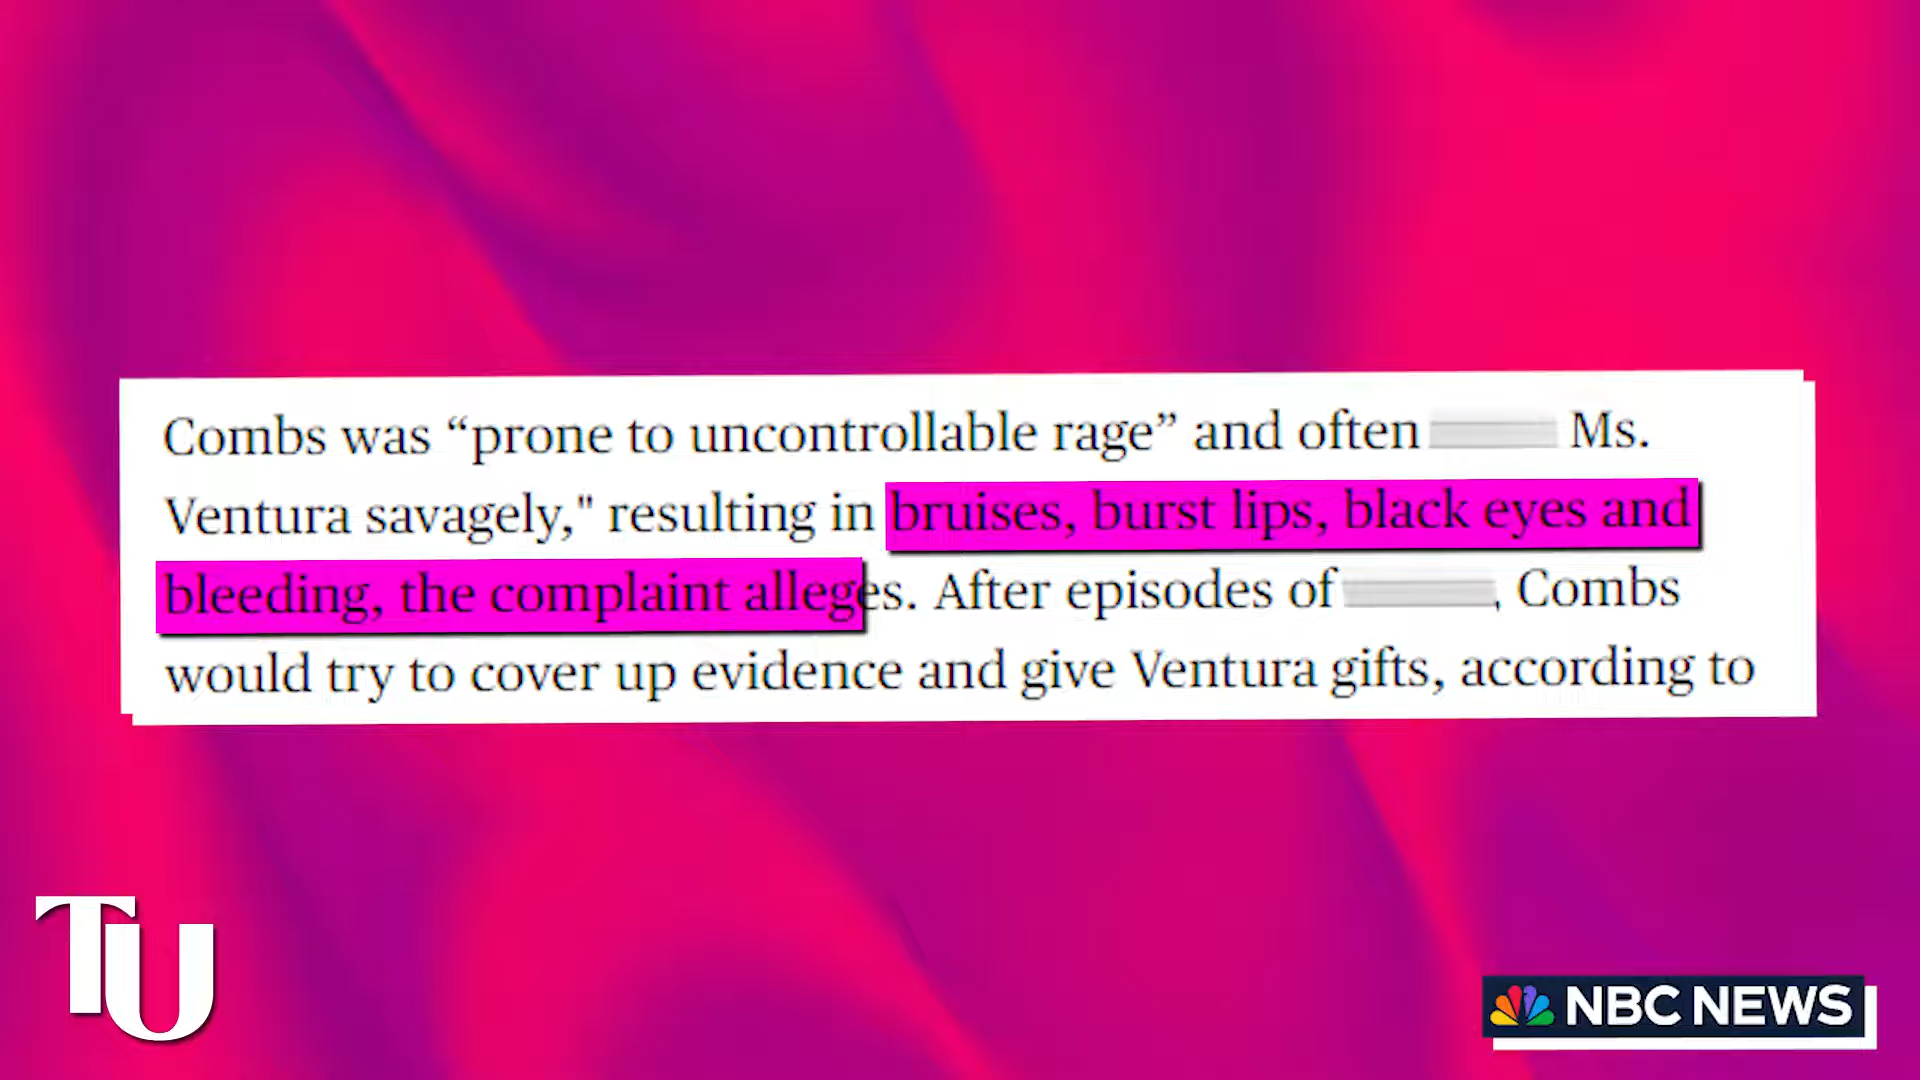 Combs was “prone to uncontrollable rage” and often Ms.
Ventura savagely," resulting in bruises, burst lips, black eyes and
bleeding, the complaint alleges. After episodes of , Combs
would try to cover up evidence and give Ventura gifts, according to
TU
NBC NEWS